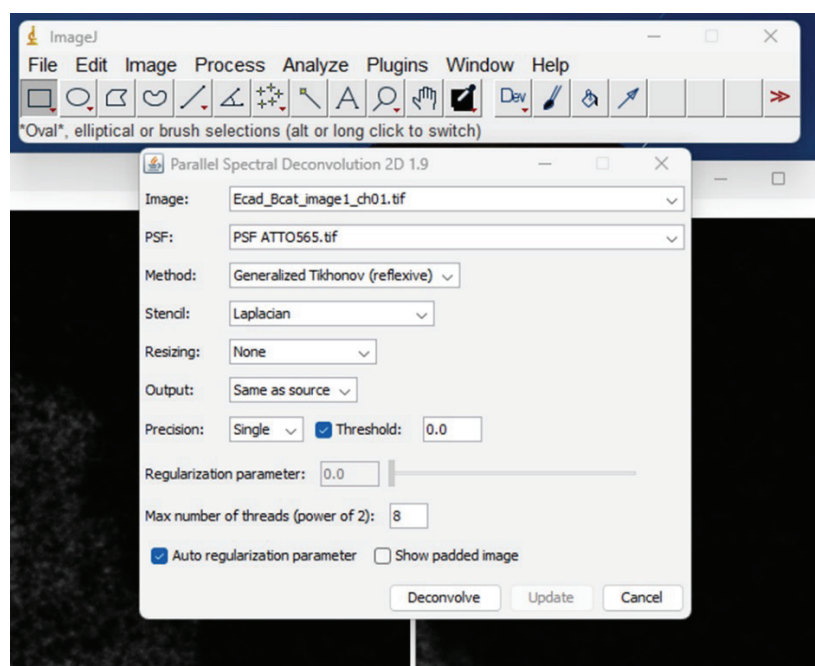 ImageJ
File Edit Image Process Analyze Plugins Window Help
A Dev
*Oval*, elliptical or brush selections (alt or long click to switch)
Parallel Spectral Deconvolution 2D 1.9
Image: Ecad_Bcat_image1_ch01.tif
PSF: PSF ATTO565.tif
Method: Generalized Tikhonov (reflexive)
Stencil: Laplacian
Resizing: None
Output: Same as source
Precision: Single Threshold: 0.0
Regularization parameter: 0.0
Max number of threads (power of 2): 8
Auto regularization parameter Show padded image
Deconvolve Update Cancel